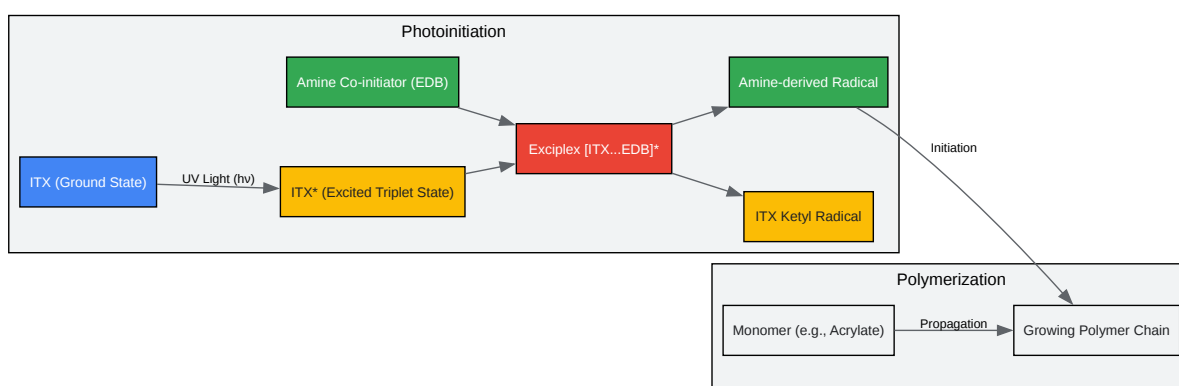 Photoinitiation
Amine Co-initiator (EDB)
Amine-derived Radical
Exciplex [ITX...EDB]*
Initiation
ITX (Ground State)
UV Light (hν)
ITX* (Excited Triplet State)
ITX Ketyl Radical
Polymerization
Monomer (e.g., Acrylate)
Propagation
Growing Polymer Chain